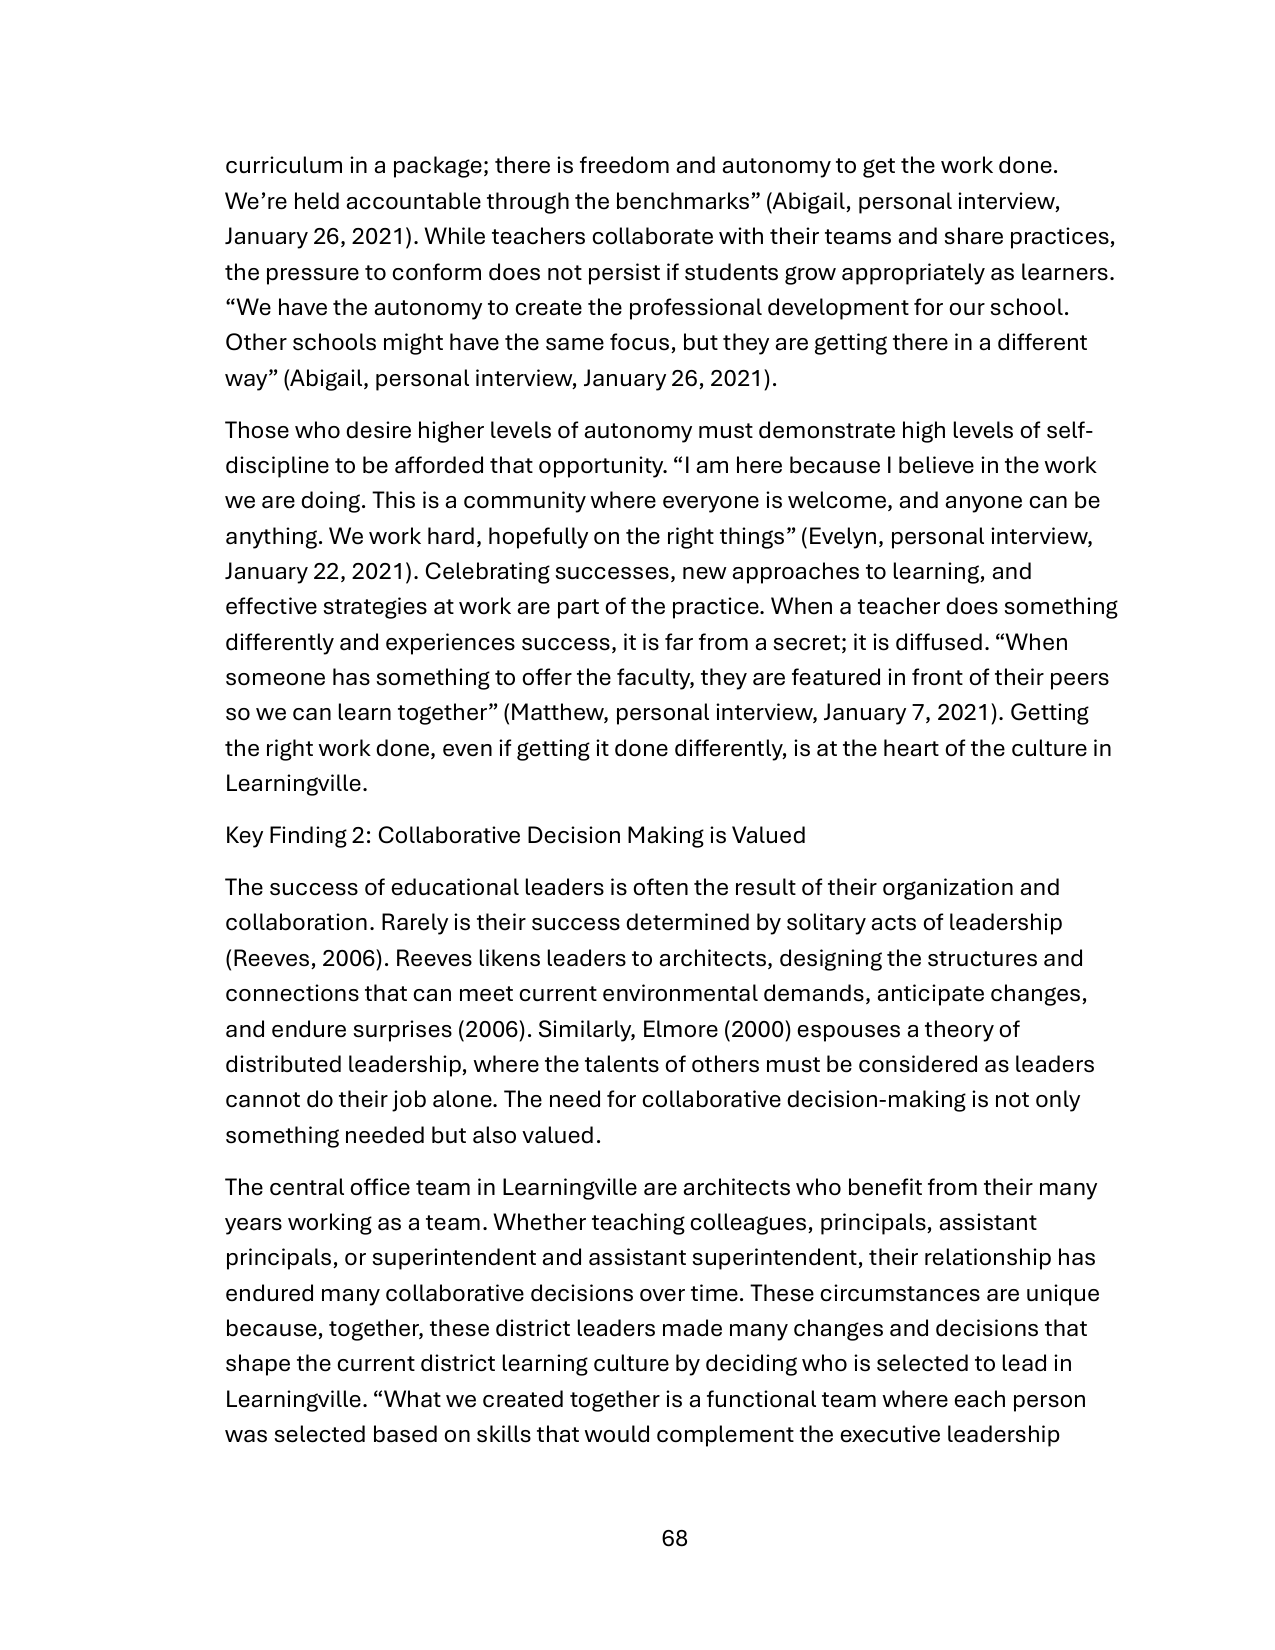 curriculum in a package; there is freedom and autonomy to get the work done.
We’re held accountable through the benchmarks” (Abigail, personal interview,
January 26, 2021). While teachers collaborate with their teams and share practices,
the pressure to conform does not persist if students grow appropriately as learners.
“We have the autonomy to create the professional development for our school.
Other schools might have the same focus, but they are getting there in a different
way” (Abigail, personal interview, January 26, 2021).
Those who desire higher levels of autonomy must demonstrate high levels of self-
discipline to be afforded that opportunity. “I am here because I believe in the work
we are doing. This is a community where everyone is welcome, and anyone can be
anything. We work hard, hopefully on the right things” (Evelyn, personal interview,
January 22, 2021). Celebrating successes, new approaches to learning, and
effective strategies at work are part of the practice. When a teacher does something
differently and experiences success, it is far from a secret; it is diffused. “When
someone has something to offer the faculty, they are featured in front of their peers
so we can learn together” (Matthew, personal interview, January 7, 2021). Getting
the right work done, even if getting it done differently, is at the heart of the culture in
Learningville.
Key Finding 2: Collaborative Decision Making is Valued
The success of educational leaders is often the result of their organization and
collaboration. Rarely is their success determined by solitary acts of leadership
(Reeves, 2006). Reeves likens leaders to architects, designing the structures and
connections that can meet current environmental demands, anticipate changes,
and endure surprises (2006). Similarly, Elmore (2000) espouses a theory of
distributed leadership, where the talents of others must be considered as leaders
cannot do their job alone. The need for collaborative decision-making is not only
something needed but also valued.
The central office team in Learningville are architects who benefit from their many
years working as a team. Whether teaching colleagues, principals, assistant
principals, or superintendent and assistant superintendent, their relationship has
endured many collaborative decisions over time. These circumstances are unique
because, together, these district leaders made many changes and decisions that
shape the current district learning culture by deciding who is selected to lead in
Learningville. “What we created together is a functional team where each person
was selected based on skills that would complement the executive leadership
68